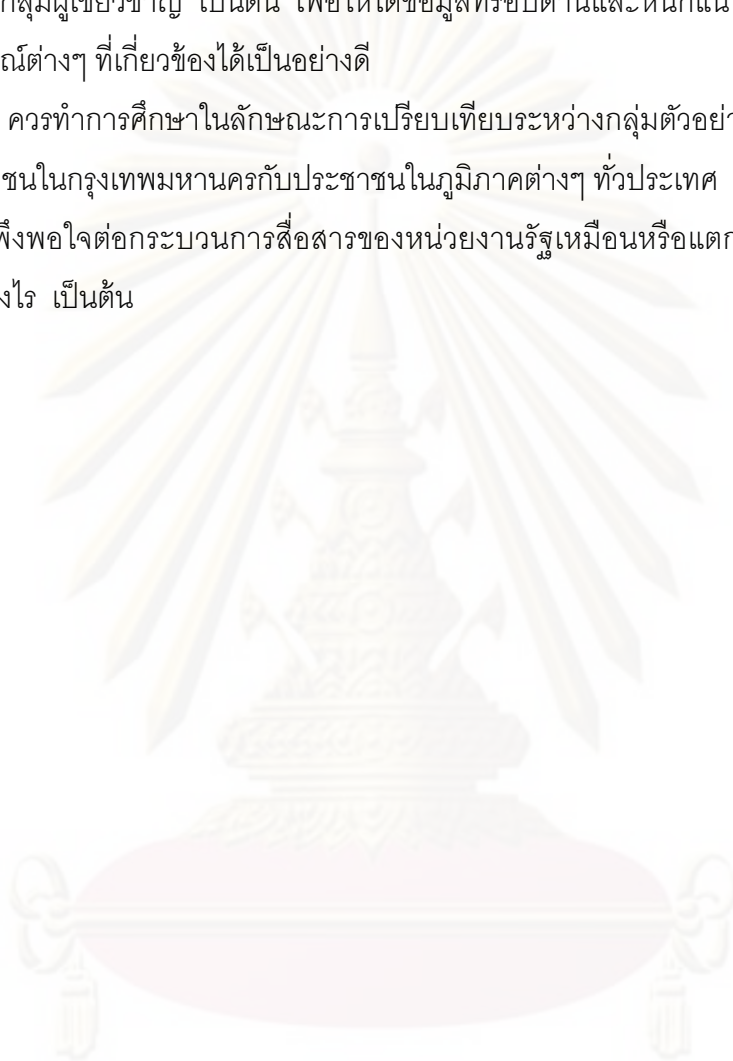 กลุ่มผู้เชี่ยวชาญ เป็นต้น เพื่อให้ได้ข้อมูลที่รอบด้านและหนักแน่น
ณ์ต่างๆ ที่เกี่ยวข้องได้เป็นอย่างดี
ควรทำการศึกษาในลักษณะการเปรียบเทียบระหว่างกลุ่มตัวอย่า
ชนในกรุงเทพมหานครกับประชาชนในภูมิภาคต่างๆ ทั่วประเทศ
พึงพอใจต่อกระบวนการสื่อสารของหน่วยงานรัฐเหมือนหรือแตก
งไร เป็นต้น